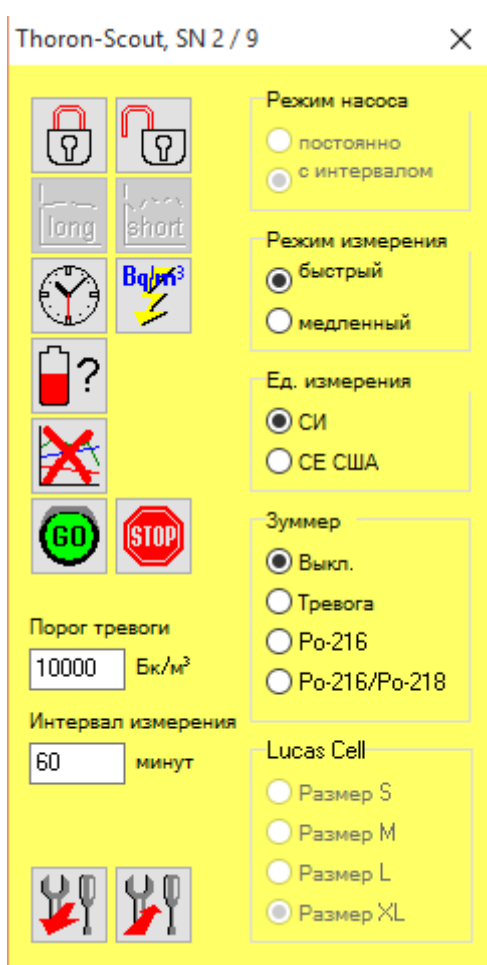 Thoron-Scout, SN 2 / 9
long
short
Bq/m³
?
GO
STOP
Порог тревоги
10000 Бк/м³
Интервал измерения
60 минут
Режим насоса
постоянно
с интервалом
Режим измерения
быстрый
медленный
Ед. измерения
СИ
СЕ США
Зуммер
Выкл.
Тревога
Po-216
Po-216/Po-218
Lucas Cell
Размер S
Размер M
Размер L
Размер XL